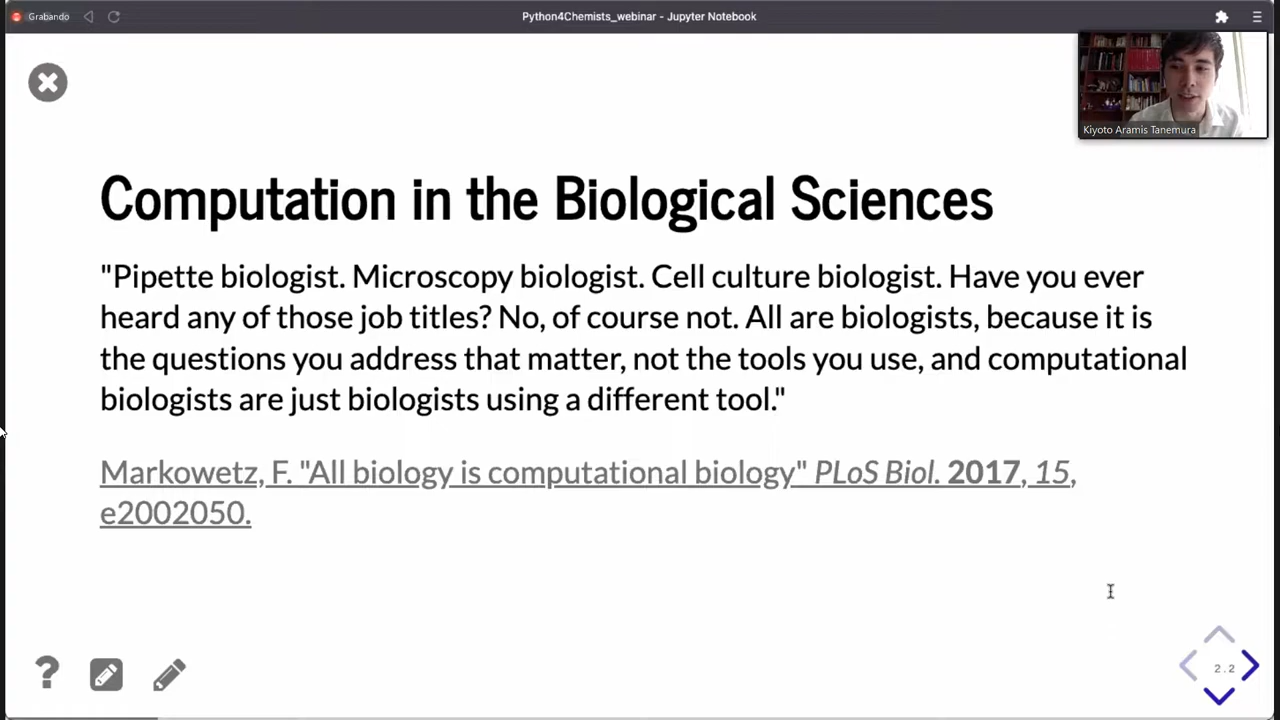 Grabando
Python4Chemists_webinar - Jupyter Notebook
Kiyoto Aramis Tanemura
Computation in the Biological Sciences
"Pipette biologist. Microscopy biologist. Cell culture biologist. Have you ever
heard any of those job titles? No, of course not. All are biologists, because it is
the questions you address that matter, not the tools you use, and computational
biologists are just biologists using a different tool."
Markowetz, F. "All biology is computational biology" PLoS Biol. 2017, 15,
e2002050.
?
2.2